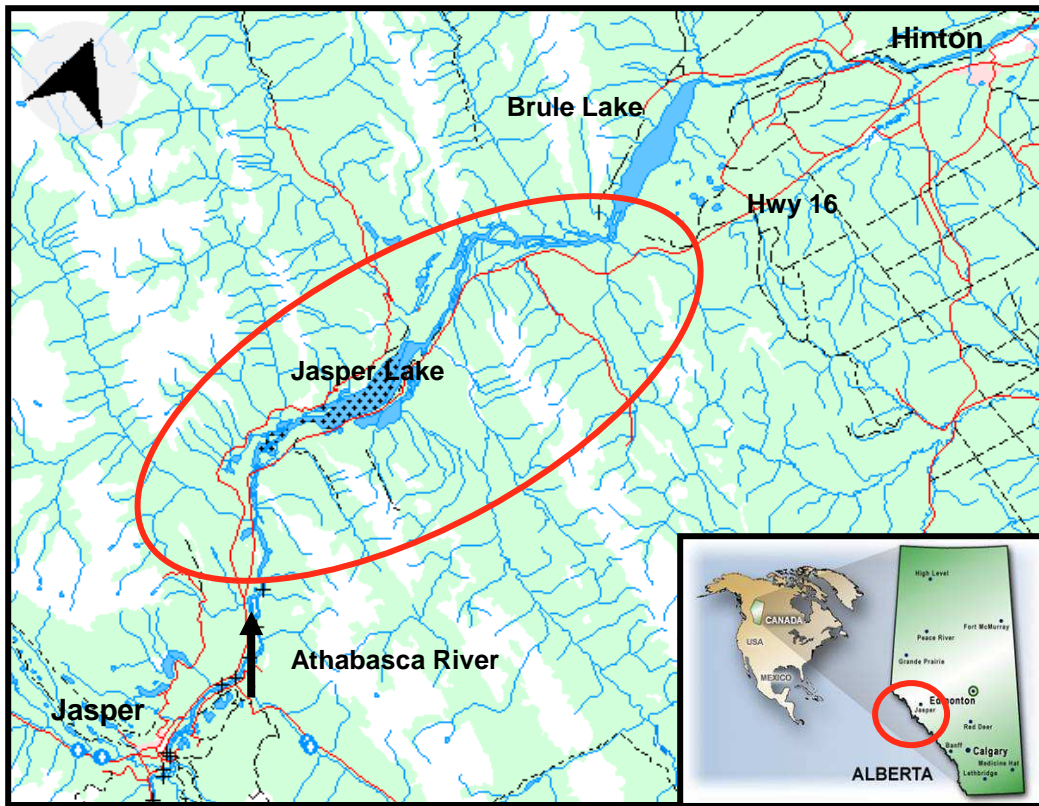 Hinton
Brule Lake
Hwy 16
Jasper Lake
Athabasca River
Jasper
High Level
Fort McMurray
Peace River
Grande Prairie
CANADA
USA
MEXICO
Edmonton
Jasper
Red Deer
Banff
Calgary
Medicine Hat
Lethbridge
ALBERTA